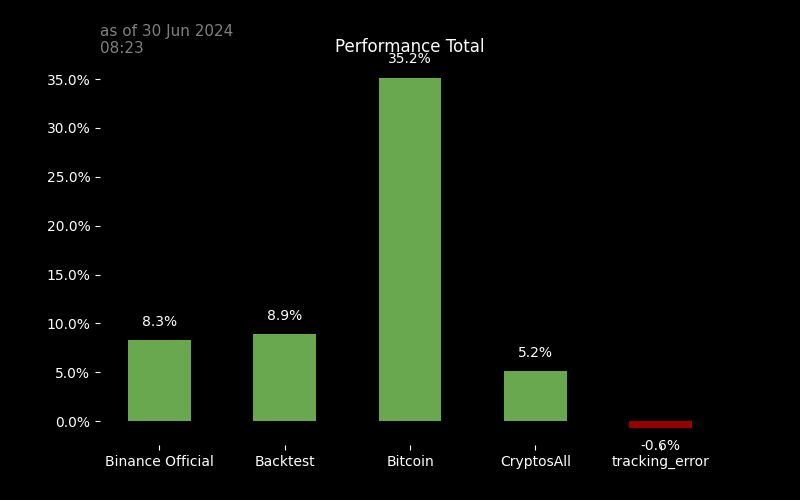 as of 30 Jun 2024
08:23
Performance Total
35.2%
35.0%
30.0%
25.0%
20.0%
15.0%
10.0%
5.0%
0.0%
8.3%
8.9%
5.2%
-0.6%
Binance Official
Backtest
Bitcoin
CryptosAll
tracking_error